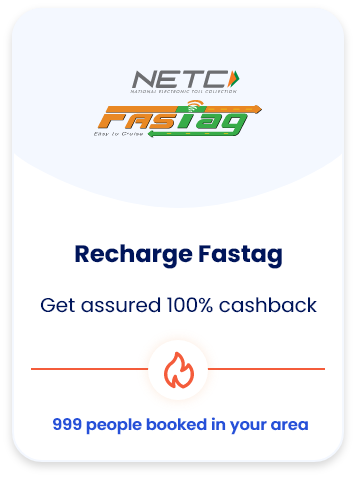 NETC
NATIONAL ELECTRONIC TOLL COLLECTION
FASTag
Easy to Cruise
Recharge Fastag
Get assured 100% cashback
999 people booked in your area